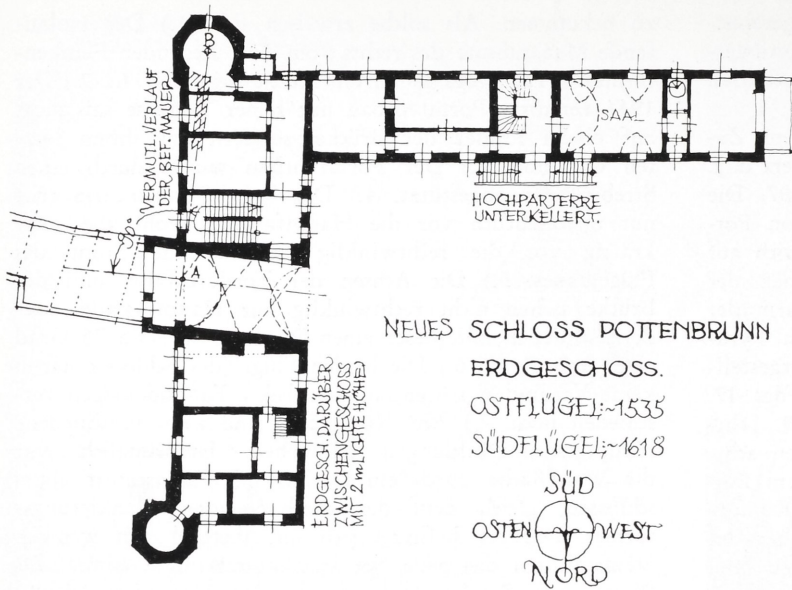 B
VERMUTL. VERLAUF
DER BEF. MAUER
90°
A
SAAL
HOCHPARTERRE
UNTERKELLERT.
ERDGESCH. DARÜBER
ZWISCHENGESCHOSS
MIT 2 m LICHTE HÖHE
NEUES SCHLOSS POTTENBRUNN
ERDGESCHOSS.
OSTFLÜGEL: ~1535
SÜDFLÜGEL: ~1618
SÜD
OSTEN WEST
NORD